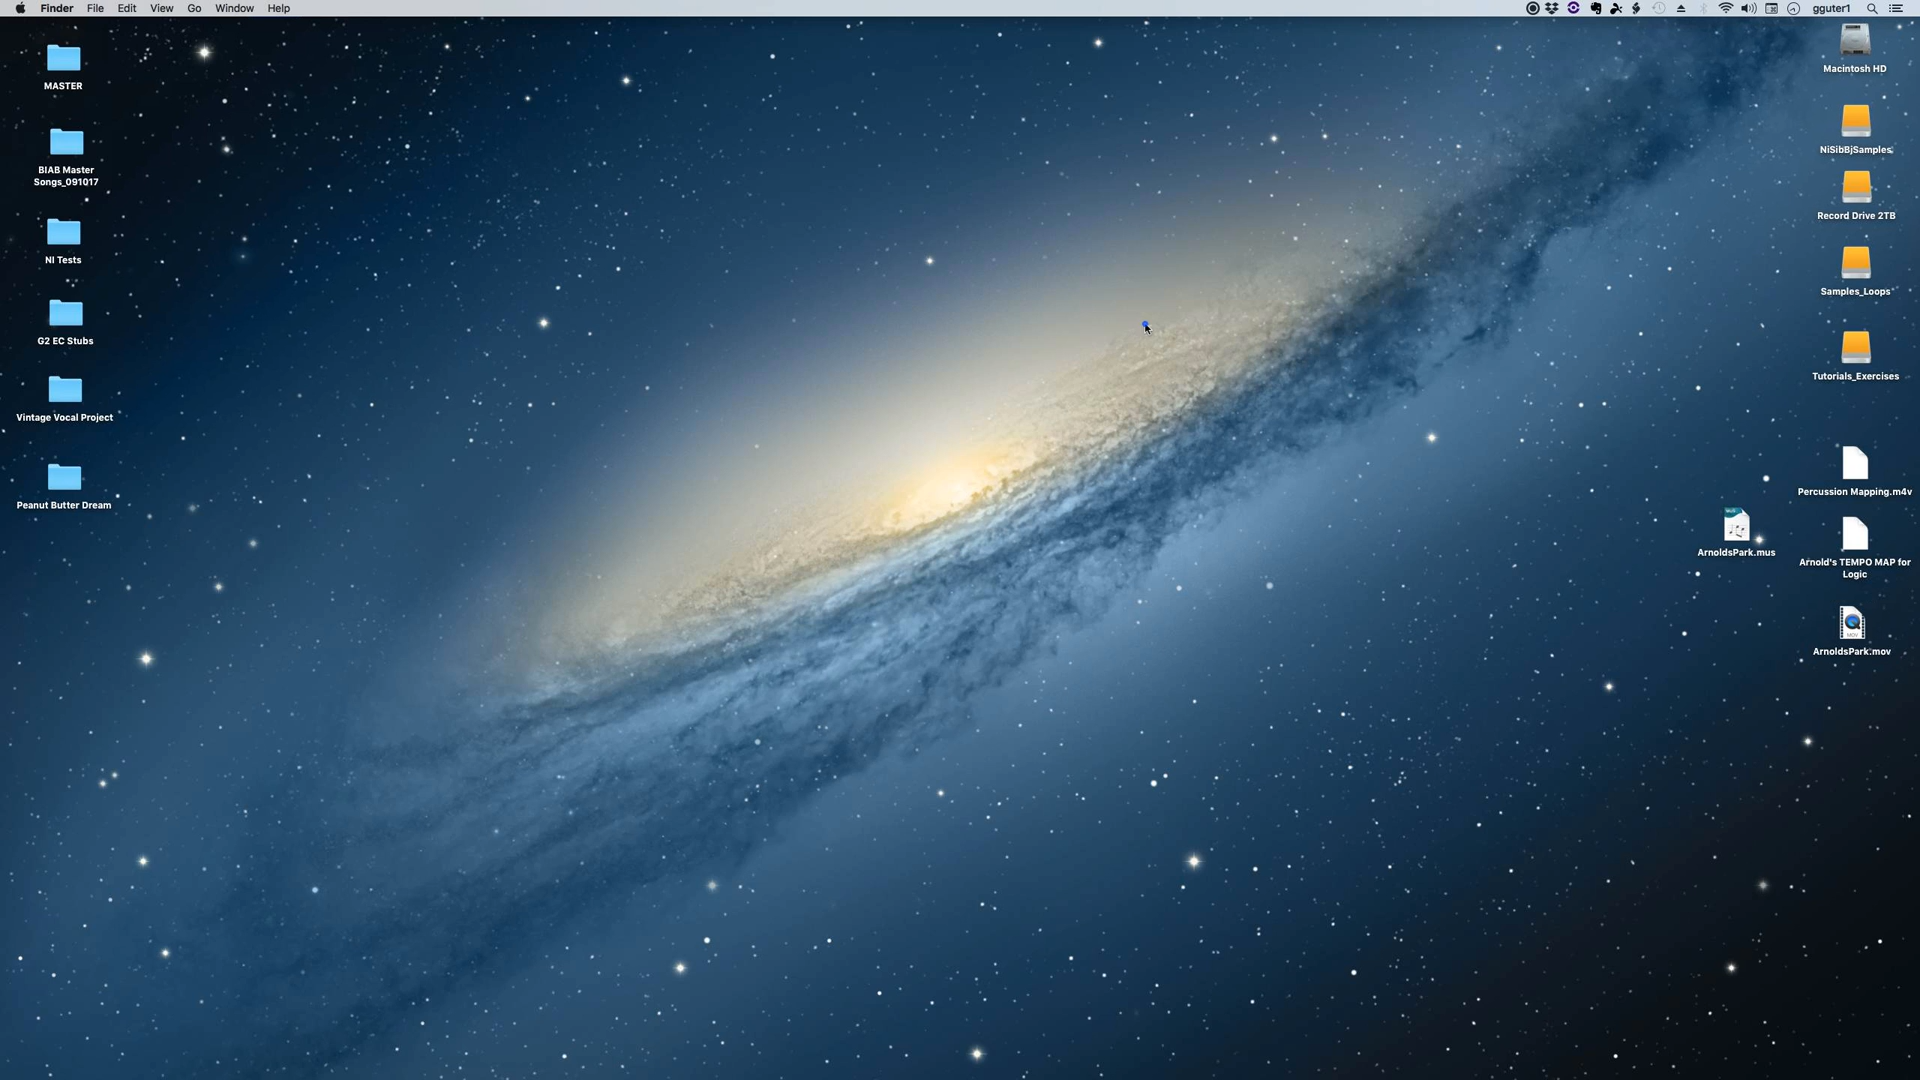 Finder File Edit View Go Window Help
gguter1
MASTER
BIAB Master
Songs_091017
NI Tests
G2 EC Stubs
Vintage Vocal Project
Peanut Butter Dream
Macintosh HD
NiSibBjSamples
Record Drive 2TB
Samples_Loops
Tutorials_Exercises
Percussion Mapping.m4v
ArnoldsPark.mus
Arnold's TEMPO MAP for
Logic
MOV
ArnoldsPark.mov